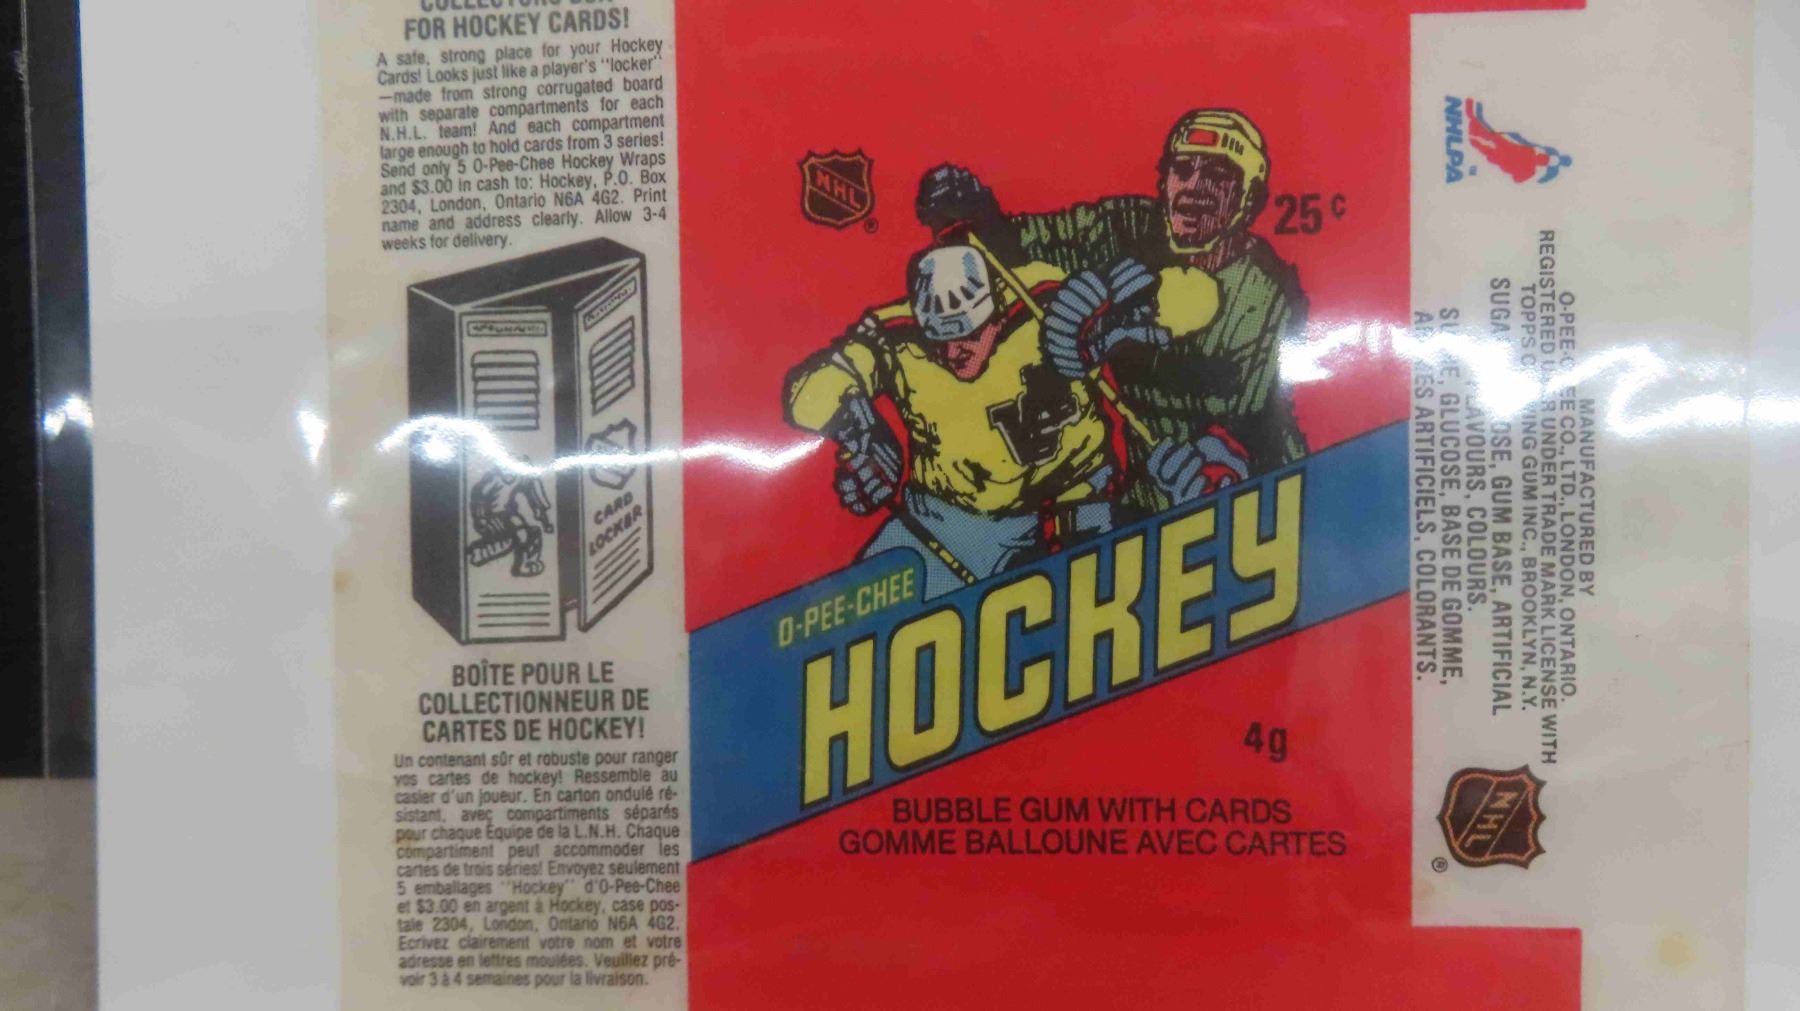 FOR HOCKEY CARDS!
A safe, strong place for your Hockey
Cards! Looks just like a player's "locker"
—made from strong corrugated board
with separate compartments for each
N.H.L. team! And each compartment
large enough to hold cards from 3 series!
Send only 5 O-Pee-Chee Hockey Wraps
and $3.00 in cash to: Hockey, P.O. Box
2304, London, Ontario N6A 4G2. Print
name and address clearly. Allow 3-4
weeks for delivery.
CARD
LOCKER
BOÎTE POUR LE
COLLECTIONNEUR DE
CARTES DE HOCKEY!
Un contenant sûr et robuste pour ranger
vos cartes de hockey! Ressemble au
casier d'un joueur. En carton ondulé ré-
sistant, avec compartiments séparés
pour chaque Équipe de la L.N.H. Chaque
compartiment peut accommoder les
cartes de trois séries! Envoyez seulement
5 emballages "Hockey" d'O-Pee-Chee
et $3.00 en argent à Hockey, case pos-
tale 2304, London, Ontario N6A 4G2.
Ecrivez clairement votre nom et votre
adresse en lettres moulées. Veuillez pré-
voir 3 à 4 semaines pour la livraison.
NHL
®
25¢
O-PEE-CHEE
HOCKEY
4g
BUBBLE GUM WITH CARDS
GOMME BALLOUNE AVEC CARTES
NHLPA™
MANUFACTURED BY
CO., LTD., LONDON, ONTARIO.
REGISTERED UNDER TRADE MARK LICENSE WITH
TOPPS GUM INC., BROOKLYN, N.Y.
GUM BASE, ARTIFICIAL
COLOURS.
GLUCOSE, BASE DE GOMME,
ARTIFICIELS, COLORANTS.
NHL
®